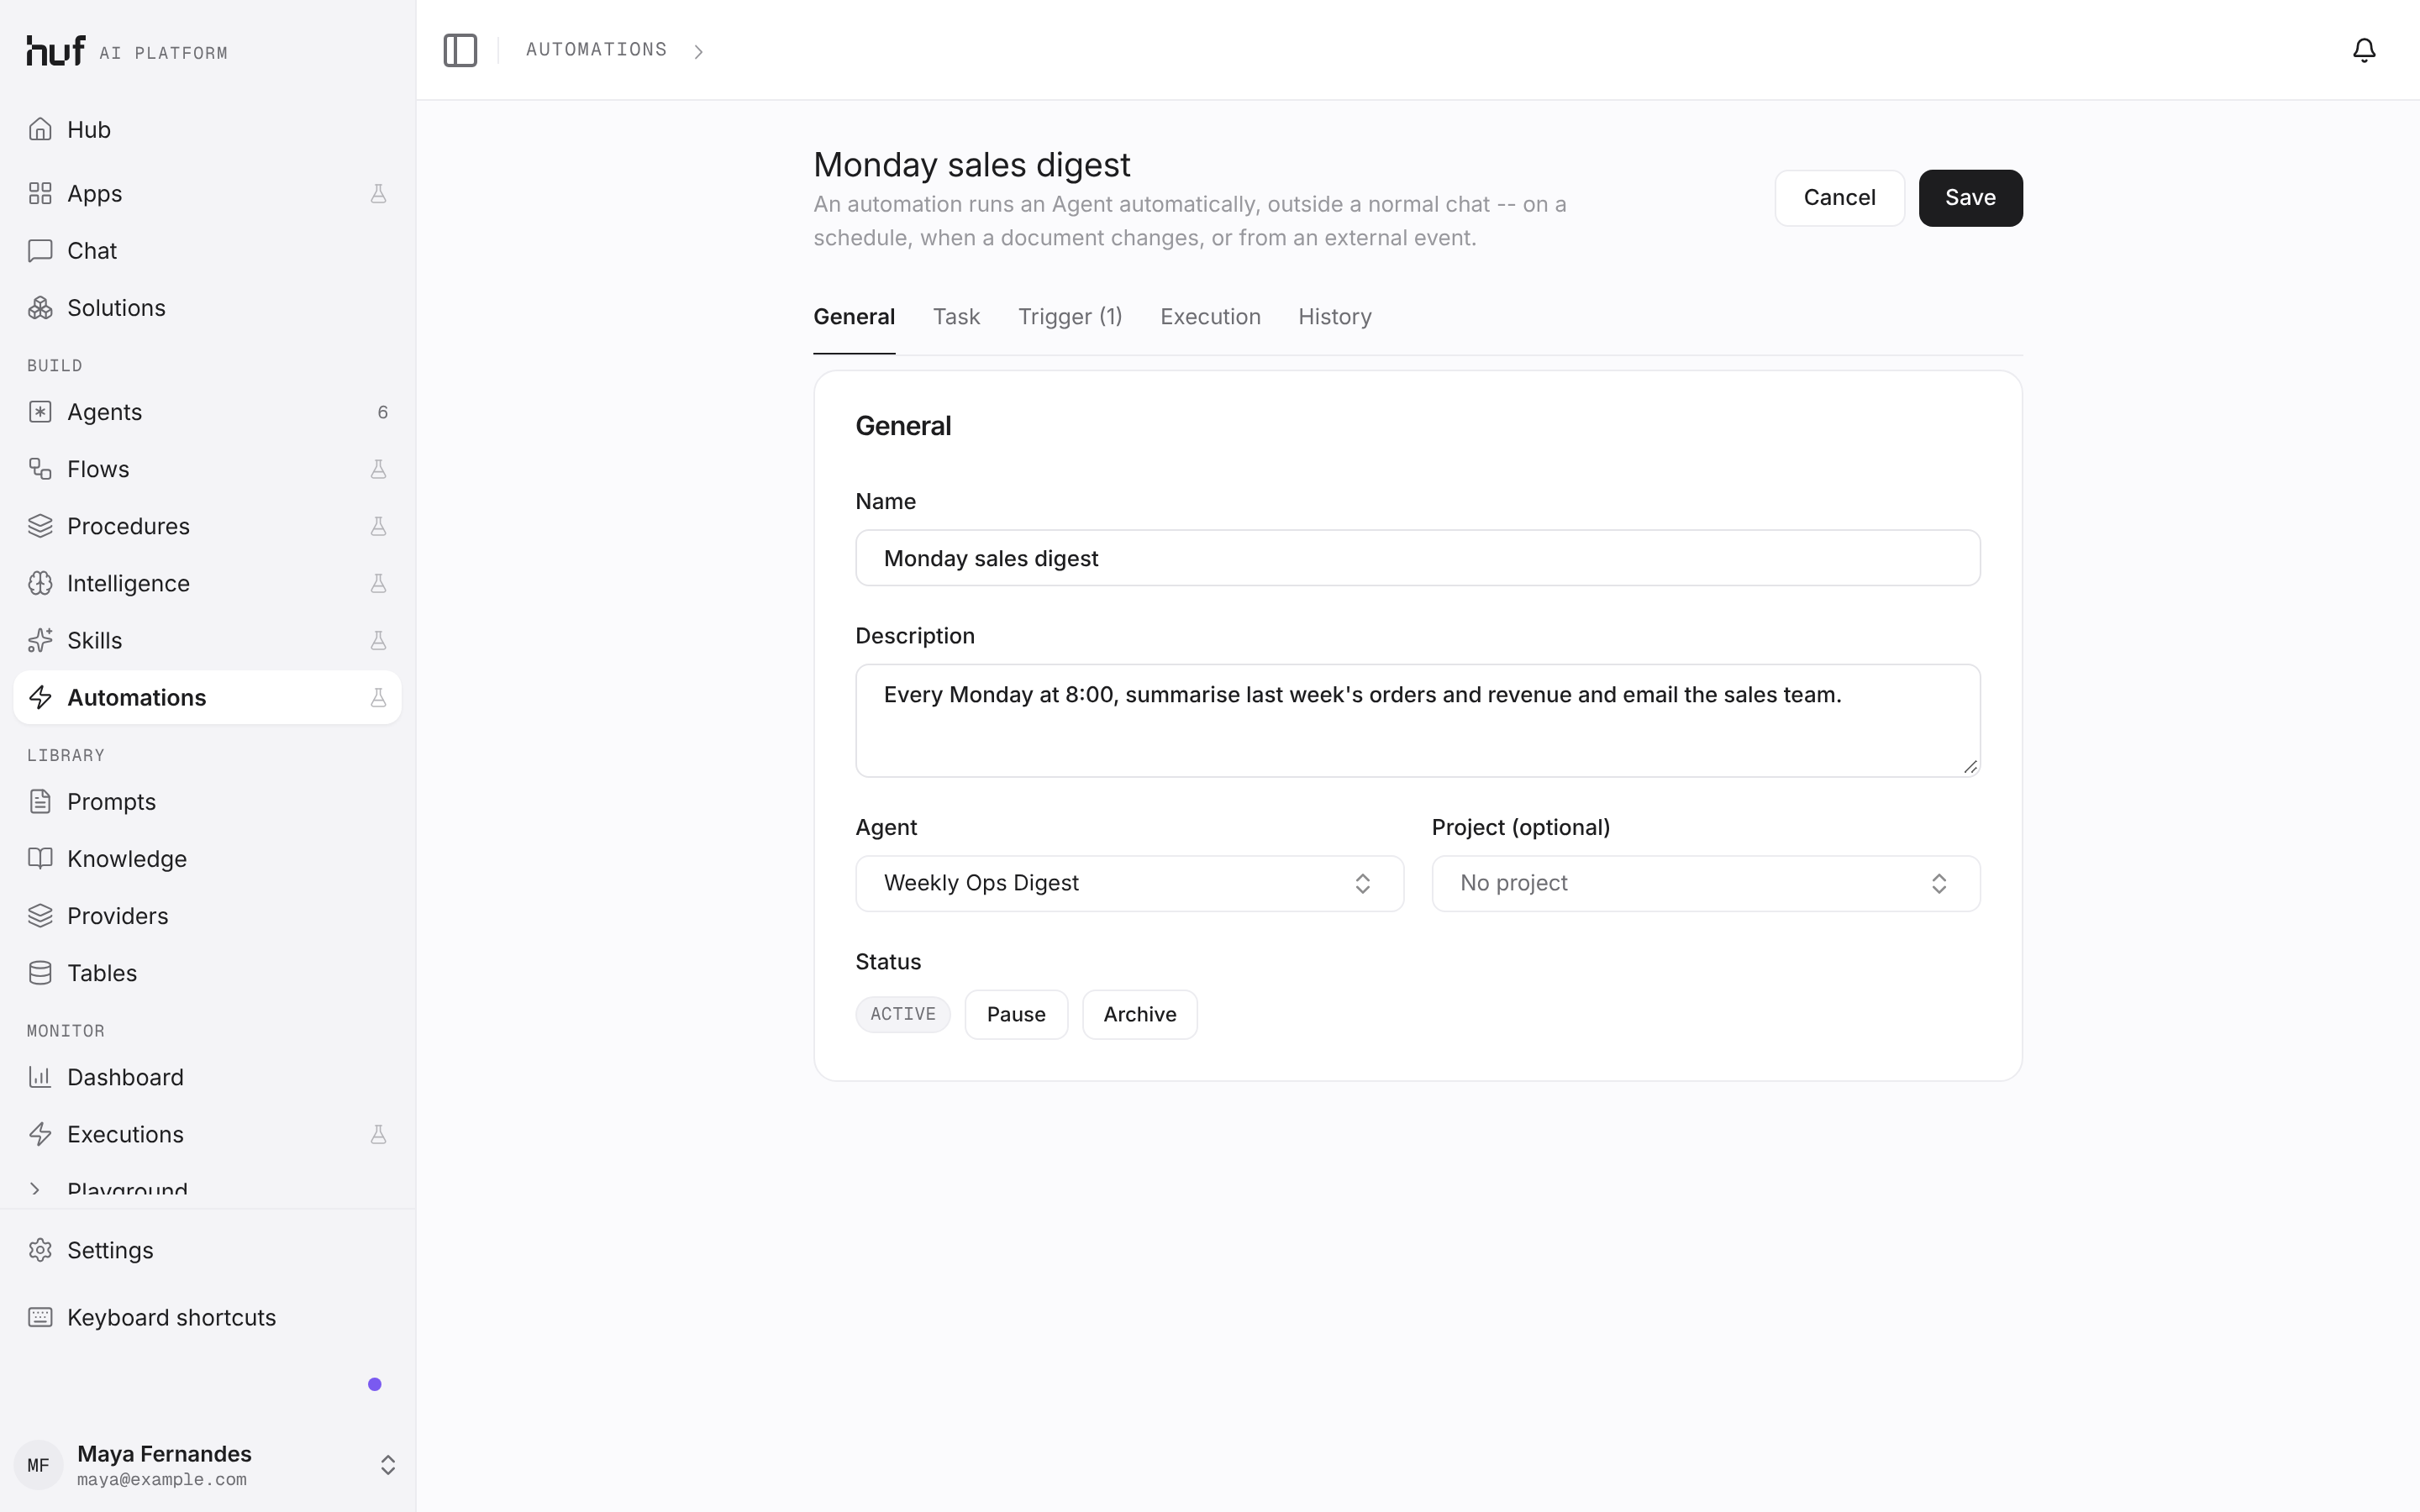 huf AI PLATFORM
Hub
Apps
Chat
Solutions
BUILD
Agents 6
Flows
Procedures
Intelligence
Skills
Automations
LIBRARY
Prompts
Knowledge
Providers
Tables
MONITOR
Dashboard
Executions
Playground
Settings
Keyboard shortcuts
MF
Maya Fernandes
maya@example.com
AUTOMATIONS
Monday sales digest
An automation runs an Agent automatically, outside a normal chat -- on a
schedule, when a document changes, or from an external event.
Cancel
Save
General
Task
Trigger (1)
Execution
History
General
Name
Monday sales digest
Description
Every Monday at 8:00, summarise last week's orders and revenue and email the sales team.
Agent
Weekly Ops Digest
Project (optional)
No project
Status
ACTIVE
Pause
Archive